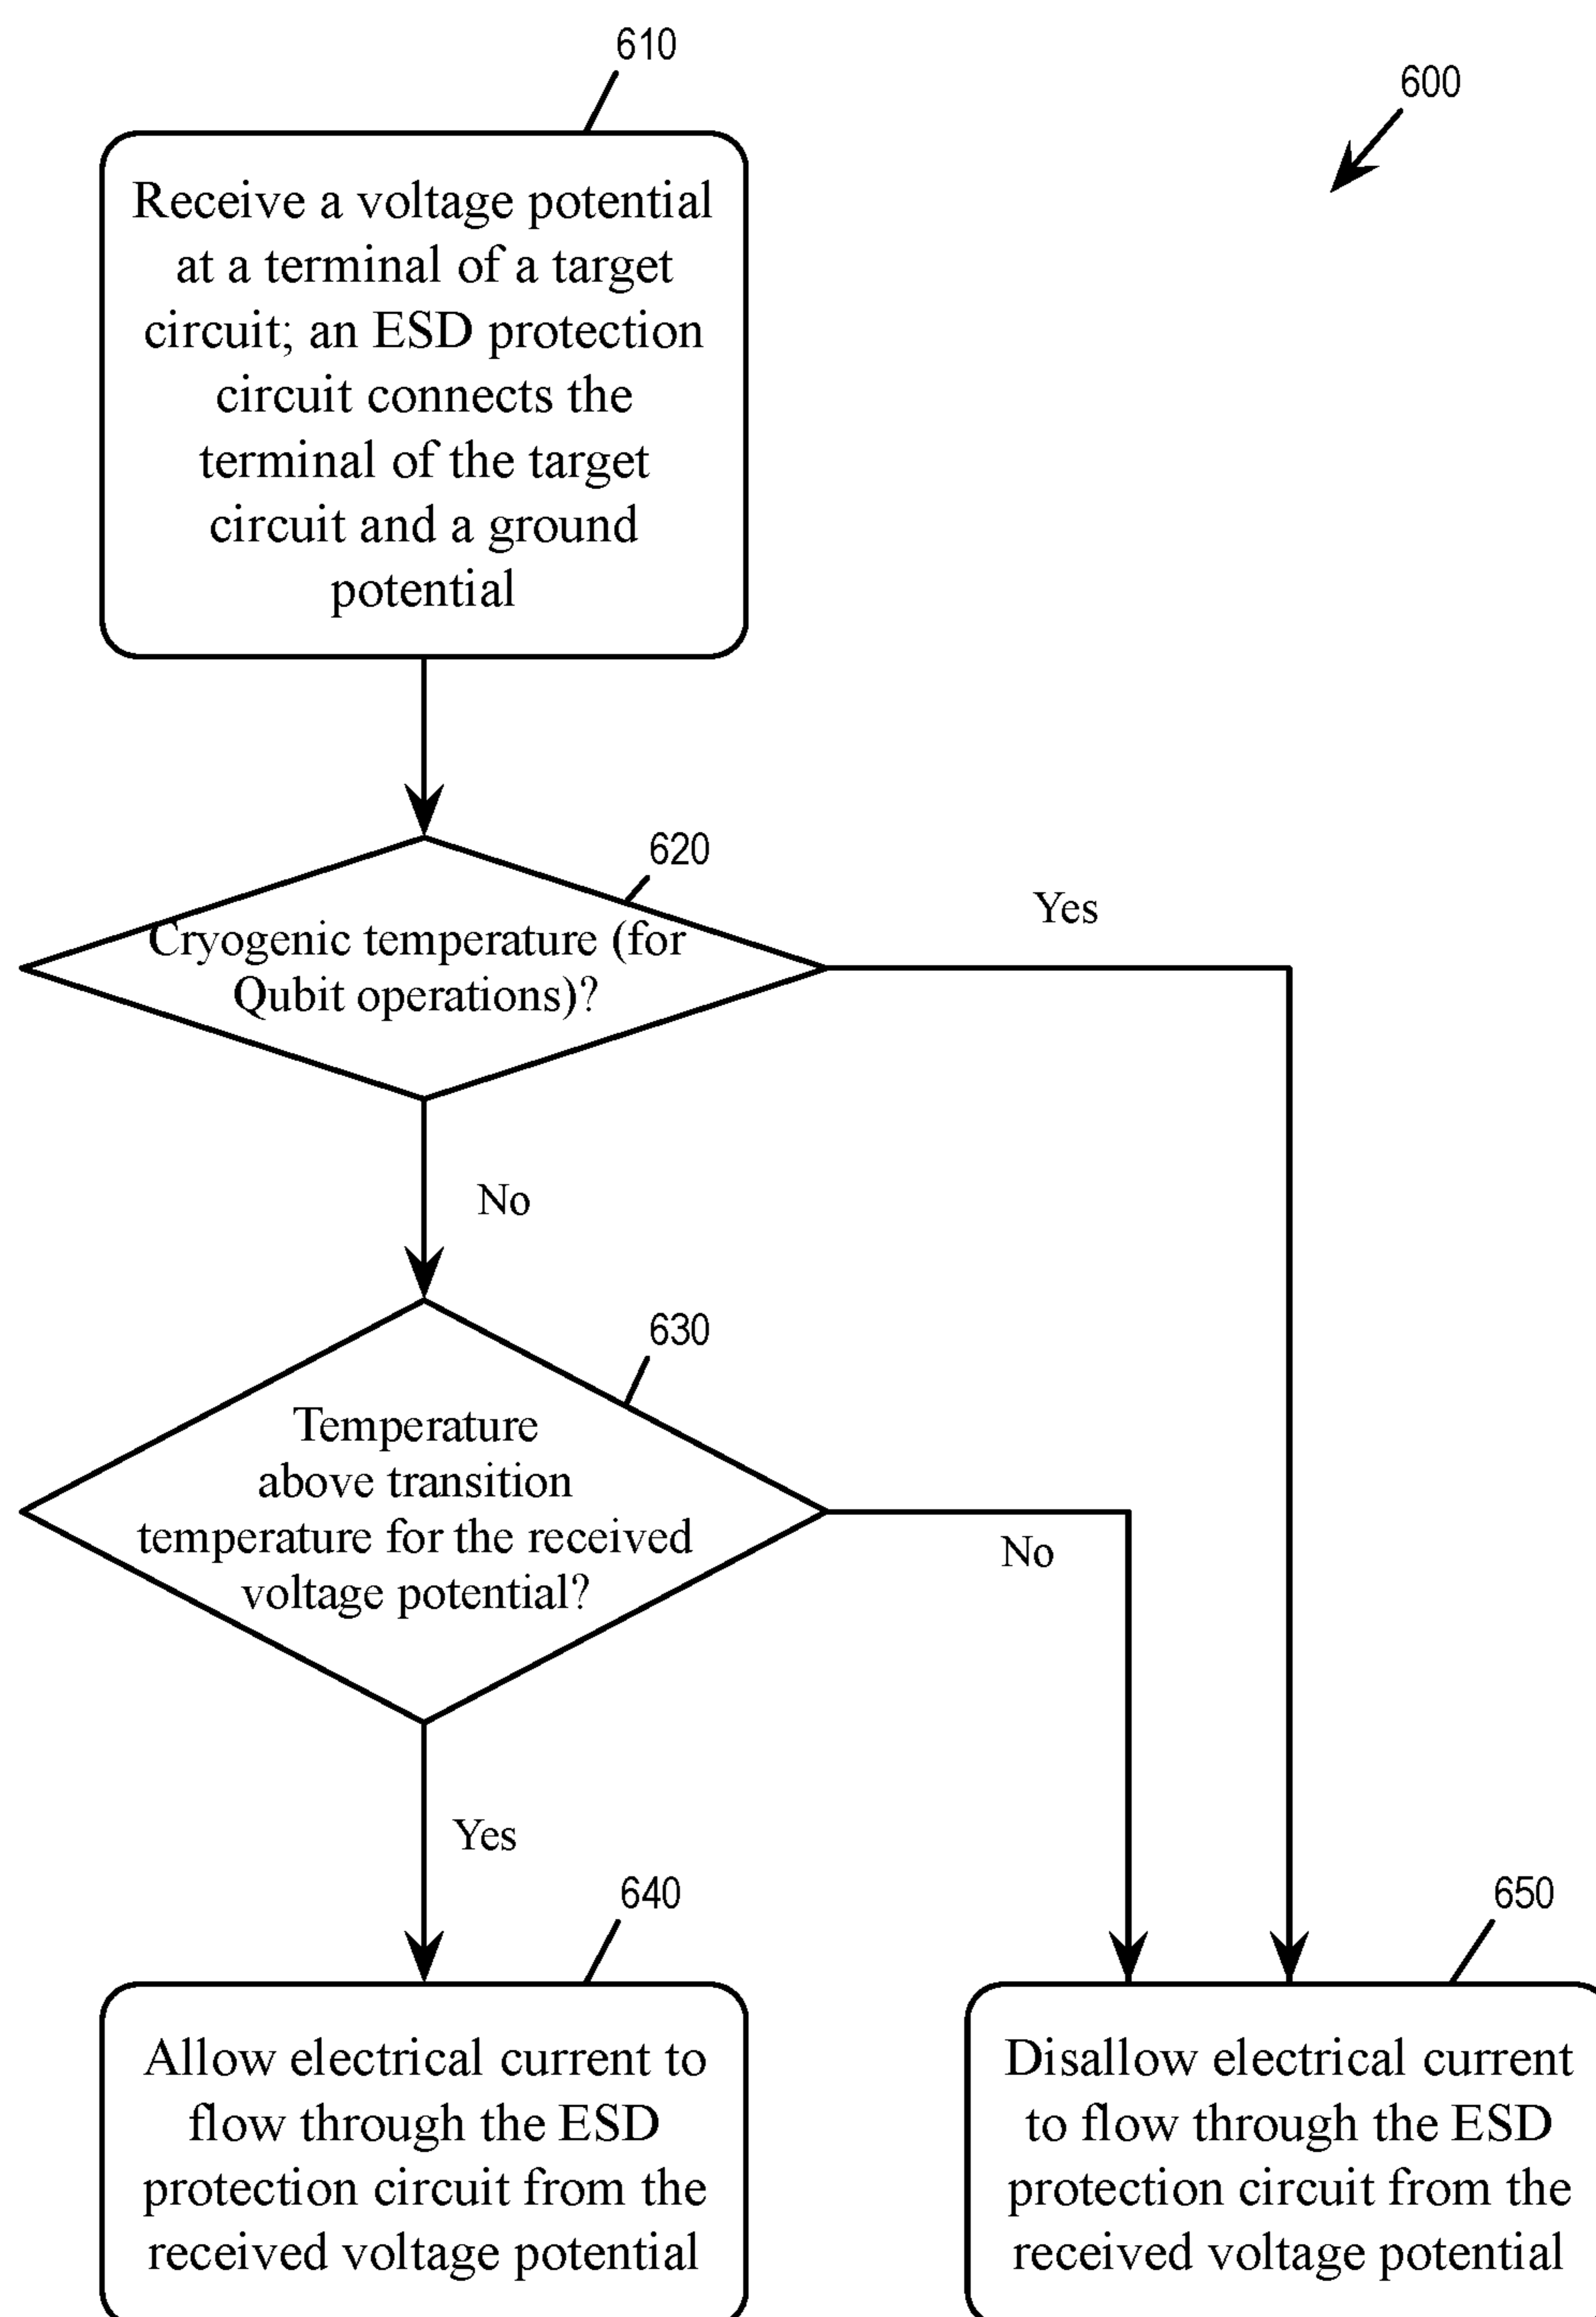 610
600
Receive a voltage potential
at a terminal of a target
circuit; an ESD protection
circuit connects the
terminal of the target
circuit and a ground
potential
620
Yes
Cryogenic temperature (for
Qubit operations)?
No
630
Temperature
above transition
temperature for the received
voltage potential?
No
Yes
640
650
Allow electrical current to
flow through the ESD
protection circuit from the
received voltage potential
Disallow electrical current
to flow through the ESD
protection circuit from the
received voltage potential